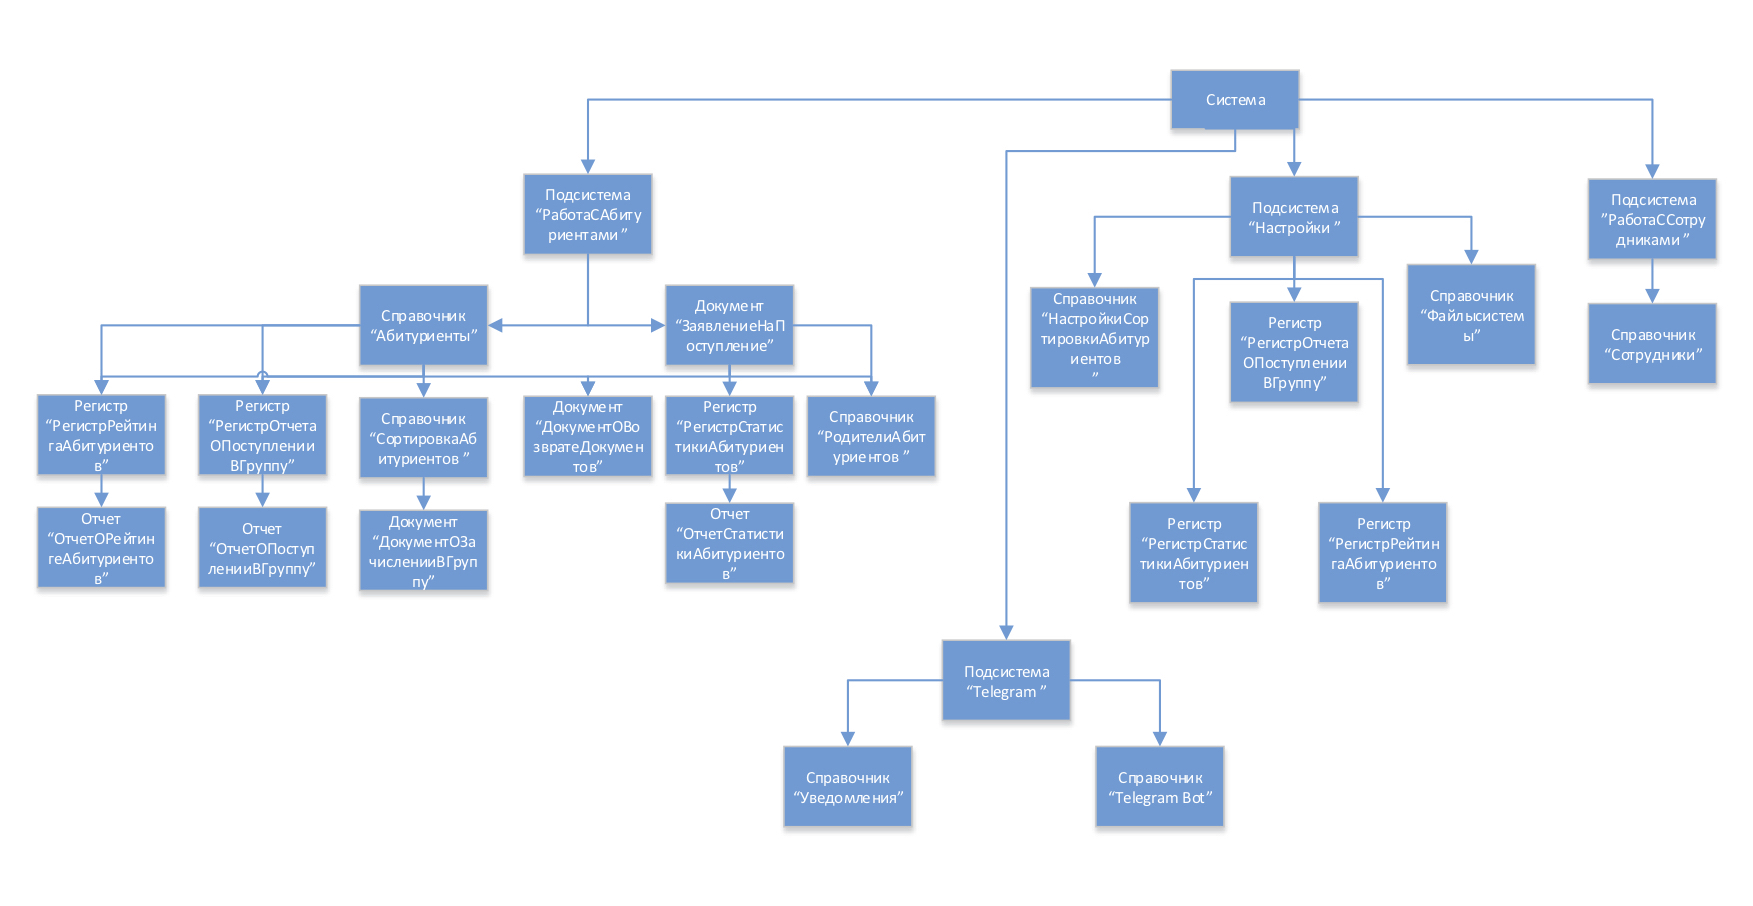 Система
Подсистема
“РаботаСАбиту
риентами ”
Подсистема
“Настройки ”
Подсистема
”РаботаССотру
дниками ”
Справочник
“Абитуриенты”
Документ
“ЗаявлениеНаП
оступление”
Справочник
“НастройкиСор
тировкиАбитур
иентов
”
Регистр
“РегистрОтчета
ОПоступлении
ВГруппу”
Справочник
“Файлысистем
ы”
Справочник
“Сотрудники”
Регистр
“РегистрРейтин
гаАбитуриенто
в”
Регистр
“РегистрОтчета
ОПоступлении
ВГруппу”
Справочник
“СортировкаАб
итуриентов ”
Документ
“ДокументОВо
звратеДокумен
тов”
Регистр
“РегистрСтатис
тикиАбитуриен
тов”
Справочник
“РодителиАбит
уриентов ”
Отчет
“ОтчетОРейтин
геАбитуриенто
в”
Отчет
“ОтчетОПоступ
ленииВГруппу”
Документ
“ДокументОЗа
численииВГруп
пу”
Отчет
“ОтчетСтатисти
киАбитуриенто
в”
Регистр
“РегистрСтатис
тикиАбитуриен
тов”
Регистр
“РегистрРейтин
гаАбитуриенто
в”
Подсистема
“Telegram ”
Справочник
“Уведомления”
Справочник
“Telegram Bot”